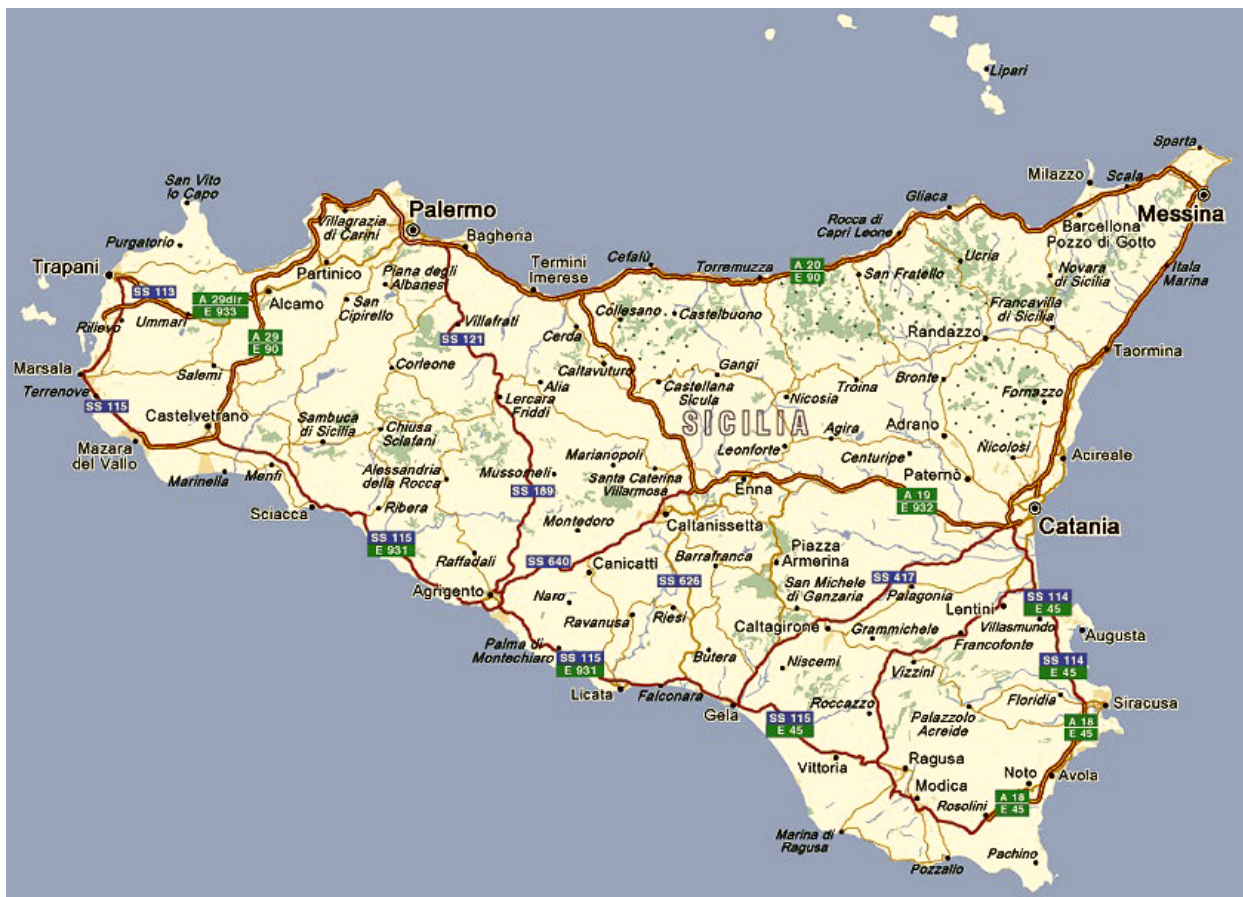 Lipari
Sparta
San Vito
lo Capo
Milazzo
Scala
Gliaca
Messina
Palermo
Villagrazia
di Carini
Rocca di
Capri Leone
Barcellona
Pozzo di Gotto
Purgatorio
Bagheria
Trapani
Partinico
Piana degli
Albanesi
Termini
Imerese
Cefalù
Torremuzza
A 20
E 90
San Fratello
Ucria
Novara
di Sicilia
Itala
Marina
SS 113
A 29dir
E 933
Alcamo
San
Cipirello
Rilievo
Ummari
Villafrati
Collesano
Castelbuono
Francavilla
di Sicilia
A 29
E 90
SS 121
Cerda
Randazzo
Taormina
Marsala
Salemi
Corleone
Caltavuturo
Gangi
Terrenove
Alia
Castellana
Sicula
Troina
Bronte
SS 115
Lercara
Friddi
Nicosia
Fornazzo
Castelvetrano
Sambuca
di Sicilia
Chiusa
Sclafani
SICILIA
Agira
Adrano
Mazara
del Vallo
Leonforte
Centuripe
Nicolosi
Acireale
Marinella
Menfi
Alessandria
della Rocca
Mussomeli
Marianopoli
Santa Caterina
Villarmosa
Enna
Paternò
SS 189
A 19
E 932
Sciacca
Ribera
Montedoro
Caltanissetta
Catania
SS 115
E 931
Raffadali
SS 640
Canicatti
Barrafranca
Piazza
Armerina
SS 626
San Michele
di Ganzaria
SS 417
Palagonia
Agrigento
Naro
Ravanusa
Riesi
Lentini
SS 114
E 45
Caltagirone
Grammichele
Villasmundo
Augusta
Francofonte
Palma di
Montechiaro
SS 115
E 931
Butera
Niscemi
Vizzini
SS 114
E 45
Licata
Falconara
Gela
Roccazzo
Palazzolo
Acreide
Floridia
Siracusa
SS 115
E 45
A 18
E 45
Vittoria
Ragusa
Modica
Noto
Avola
Rosolini
A 18
E 45
Marina di
Ragusa
Pozzallo
Pachino